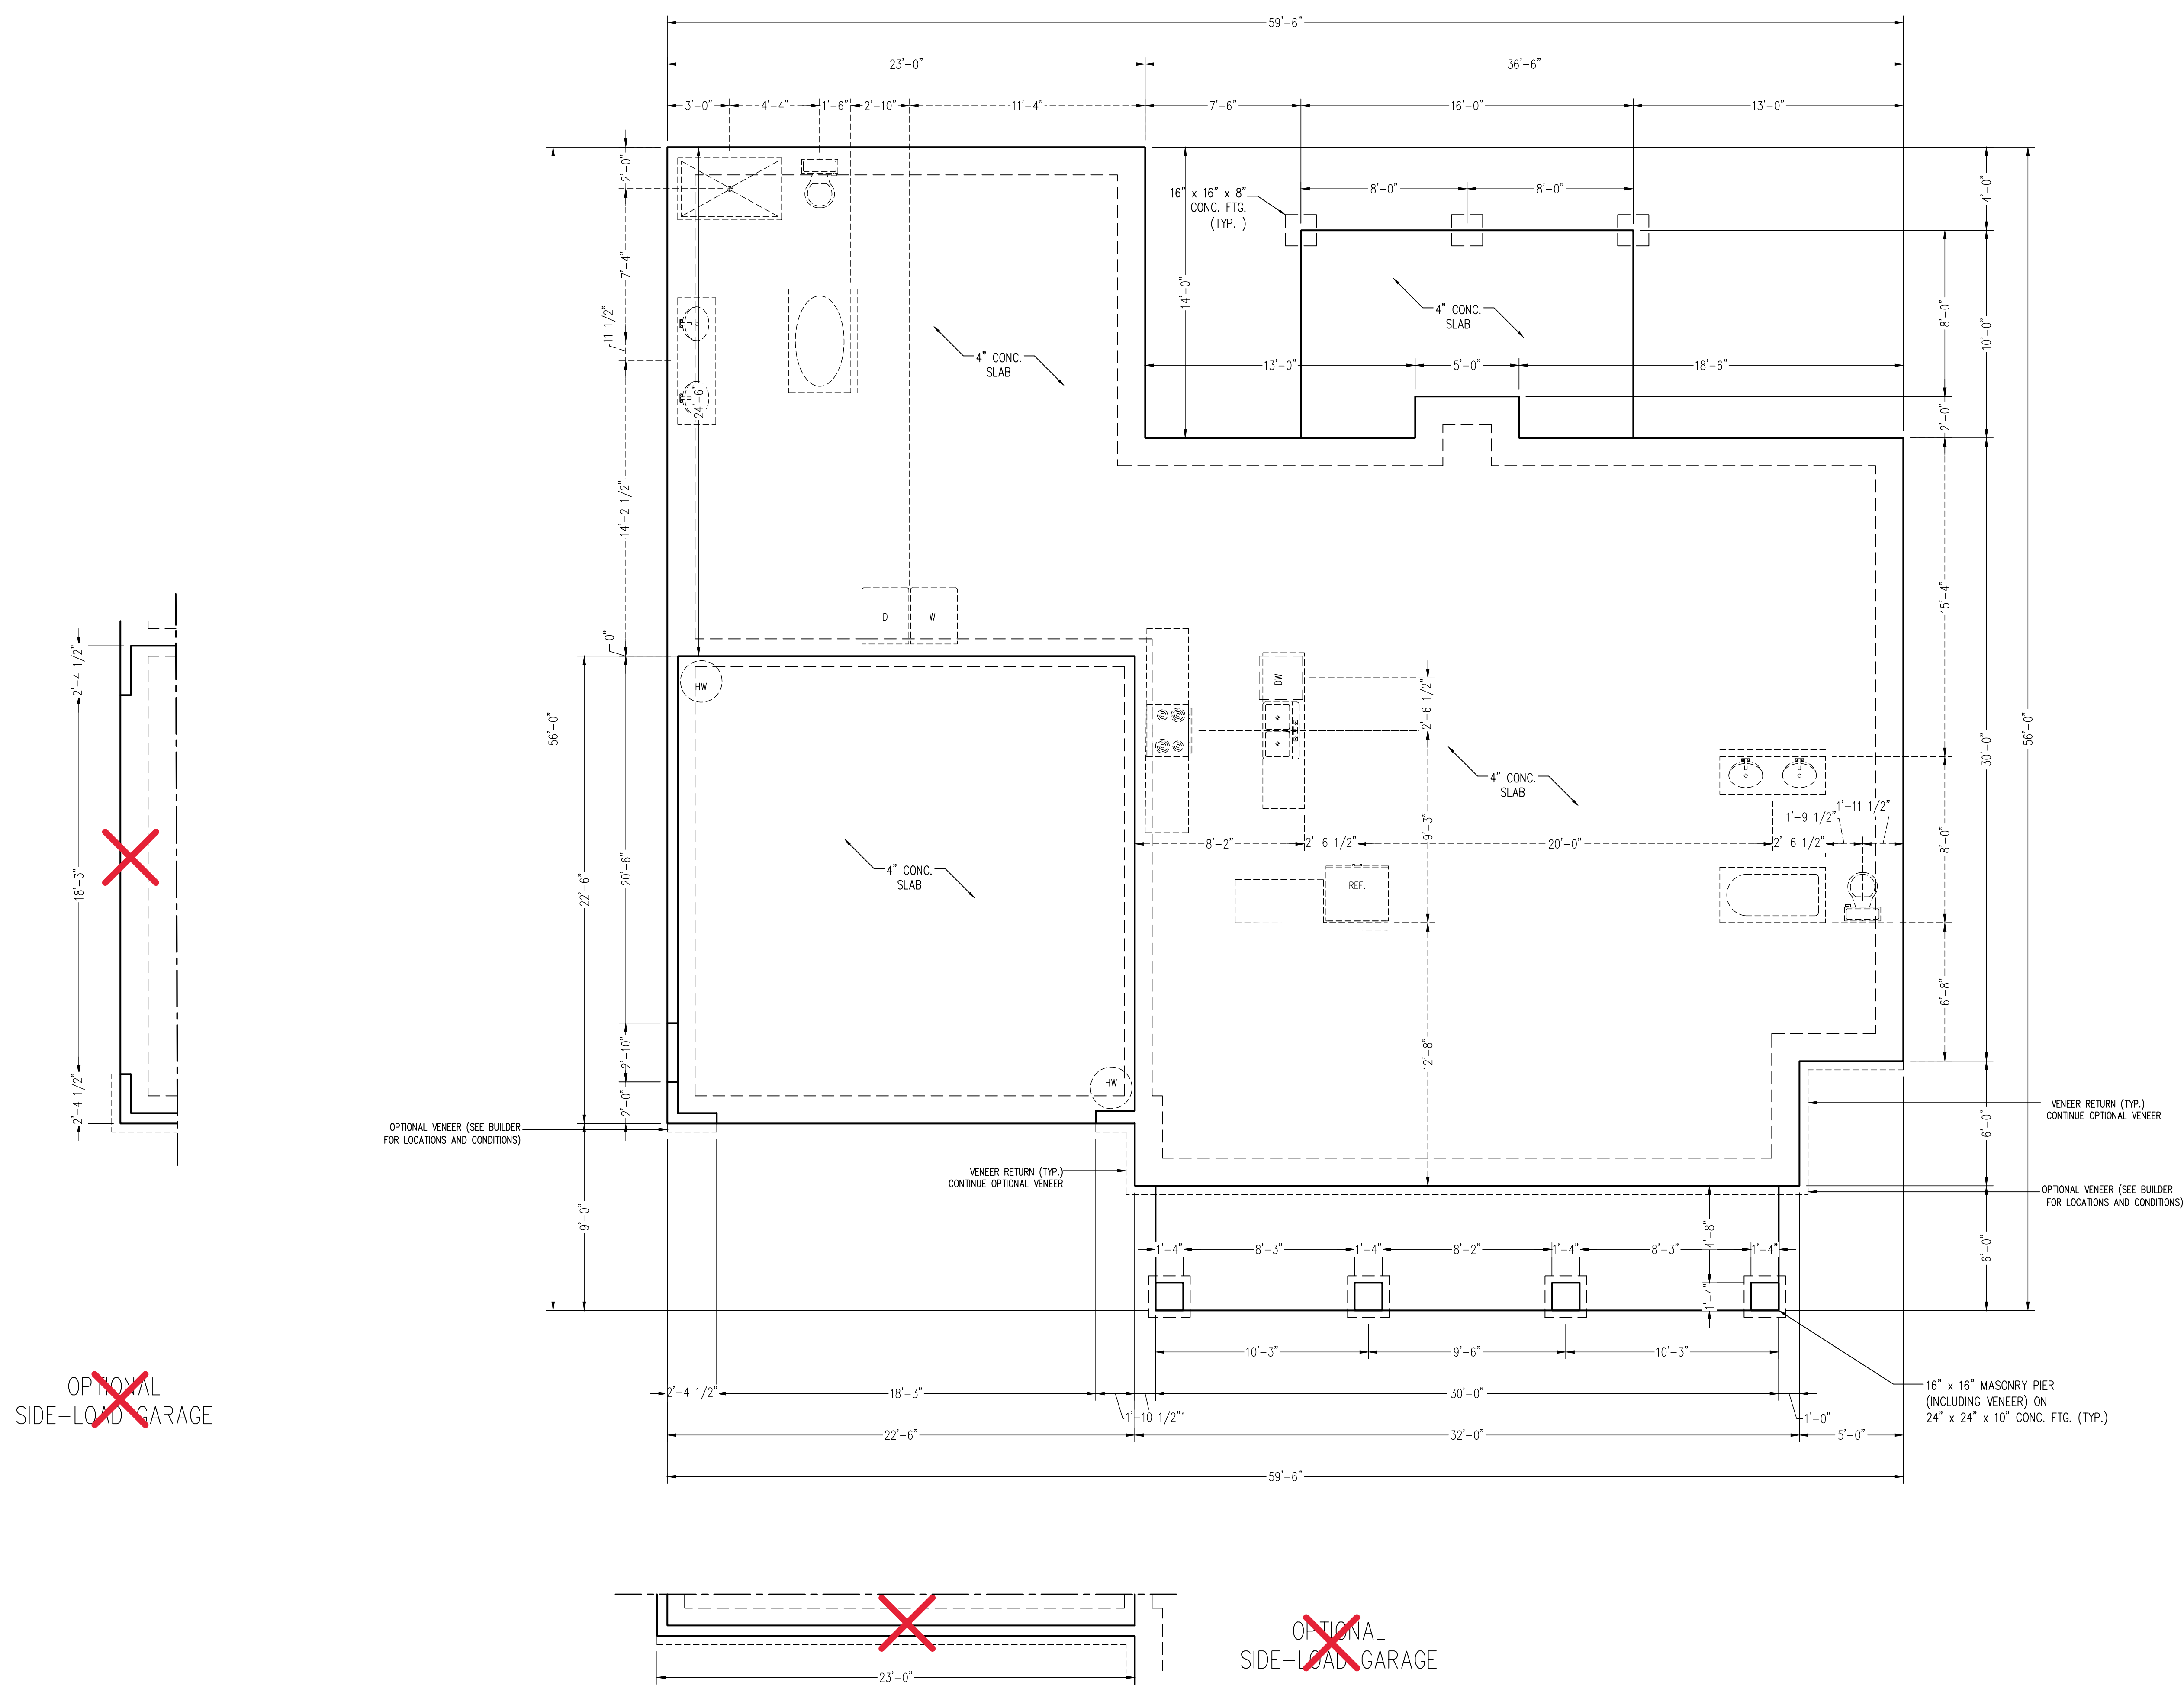 59'-6"
23'-0"
36'-6"
3'-0"
4'-4"
1'-6"
2'-10"
11'-4"
7'-6"
16'-0"
13'-0"
2'-0"
4'-0"
16" x 16" x 8"
CONC. FTG.
(TYP. )
8'-0"
8'-0"
7'-4"
14'-0"
4" CONC.
SLAB
8'-0"
10'-0"
11 1/2"
4" CONC.
SLAB
13'-0"
5'-0"
18'-6"
24'-6"
2'-0"
14'-2 1/2"
15'-4"
D
W
0"
2'-4 1/2"
HW
DW
2'-6 1/2"
56'-0"
30'-0"
56'-0"
4" CONC.
SLAB
1'-11 1/2"
1'-9 1/2"
18'-3"
22'-6"
20'-6"
4" CONC.
SLAB
8'-2"
2'-6 1/2"
9'-3"
20'-0"
2'-6 1/2"
8'-0"
REF.
6'-8"
2'-10"
12'-8"
2'-4 1/2"
2'-0"
HW
OPTIONAL VENEER (SEE BUILDER
FOR LOCATIONS AND CONDITIONS)
VENEER RETURN (TYP.)
CONTINUE OPTIONAL VENEER
6'-0"
VENEER RETURN (TYP.)
CONTINUE OPTIONAL VENEER
OPTIONAL VENEER (SEE BUILDER
FOR LOCATIONS AND CONDITIONS)
9'-0"
4'-8"
6'-0"
1'-4"
8'-3"
1'-4"
8'-2"
1'-4"
8'-3"
1'-4"
1'-4"
10'-3"
9'-6"
10'-3"
OPTIONAL
SIDE-LOAD GARAGE
2'-4 1/2"
18'-3"
1'-10 1/2"
30'-0"
1'-0"
16" x 16" MASONRY PIER
(INCLUDING VENEER) ON
24" x 24" x 10" CONC. FTG. (TYP.)
22'-6"
32'-0"
5'-0"
59'-6"
OPTIONAL
SIDE-LOAD GARAGE
23'-0"